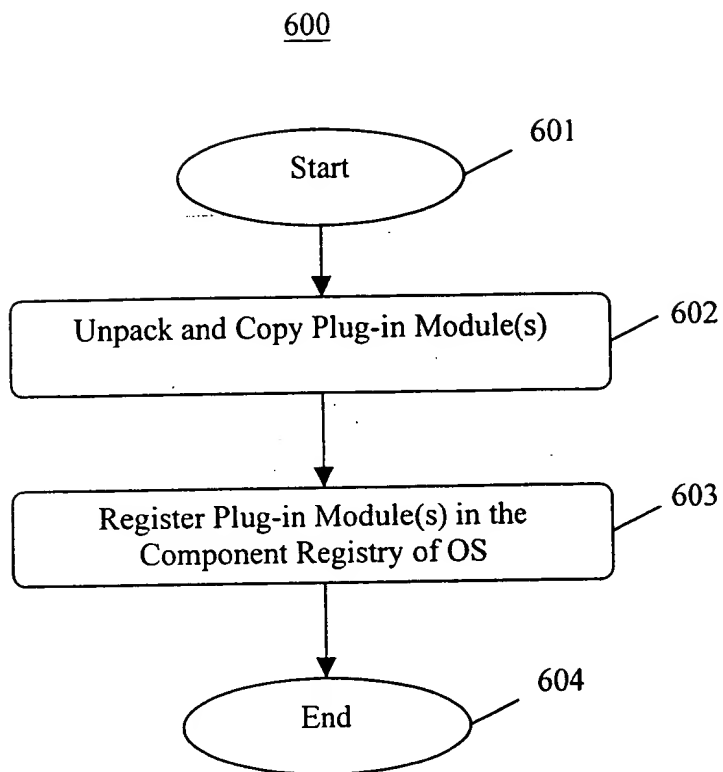 600
601
Start
Unpack and Copy Plug-in Module(s)
602
Register Plug-in Module(s) in the
Component Registry of OS
603
604
End